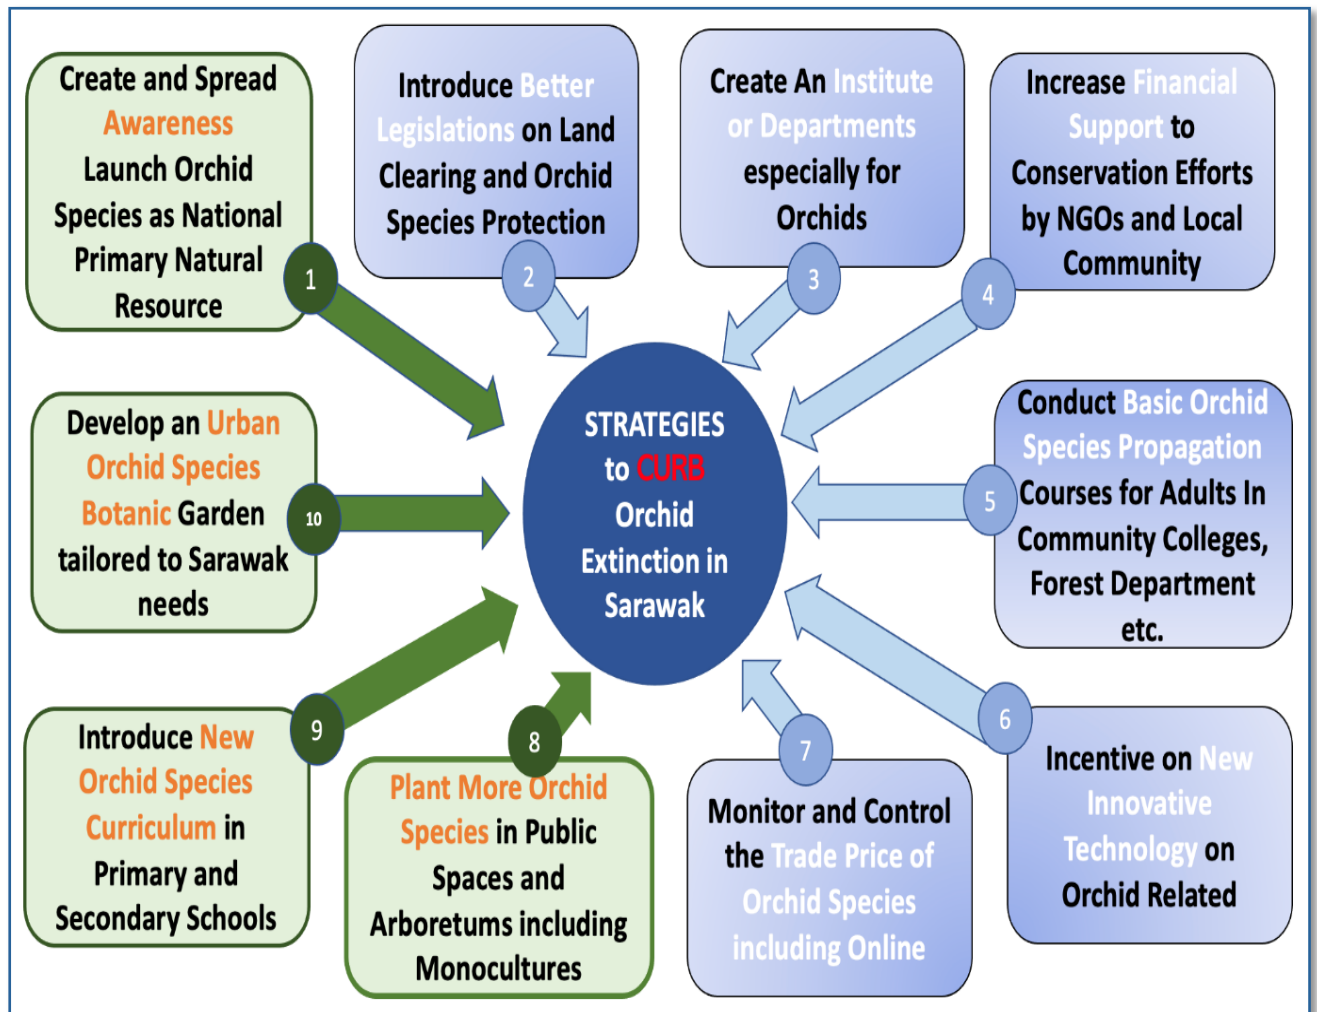 Create and Spread
Awareness
Launch Orchid
Species as National
Primary Natural
Resource
1
Introduce Better
Legislations on Land
Clearing and Orchid
Species Protection
2
Create An Institute
or Departments
especially for
Orchids
3
Increase Financial
Support to
Conservation Efforts
by NGOs and Local
Community
4
Conduct Basic Orchid
Species Propagation
Courses for Adults In
Community Colleges,
Forest Department
etc.
5
Incentive on New
Innovative
Technology on
Orchid Related
6
Monitor and Control
the Trade Price of
Orchid Species
including Online
7
Plant More Orchid
Species in Public
Spaces and
Arboretums including
Monocultures
8
Introduce New
Orchid Species
Curriculum in
Primary and
Secondary Schools
9
Develop an Urban
Orchid Species
Botanic Garden
tailored to Sarawak
needs
10
STRATEGIES
to CURB
Orchid
Extinction in
Sarawak